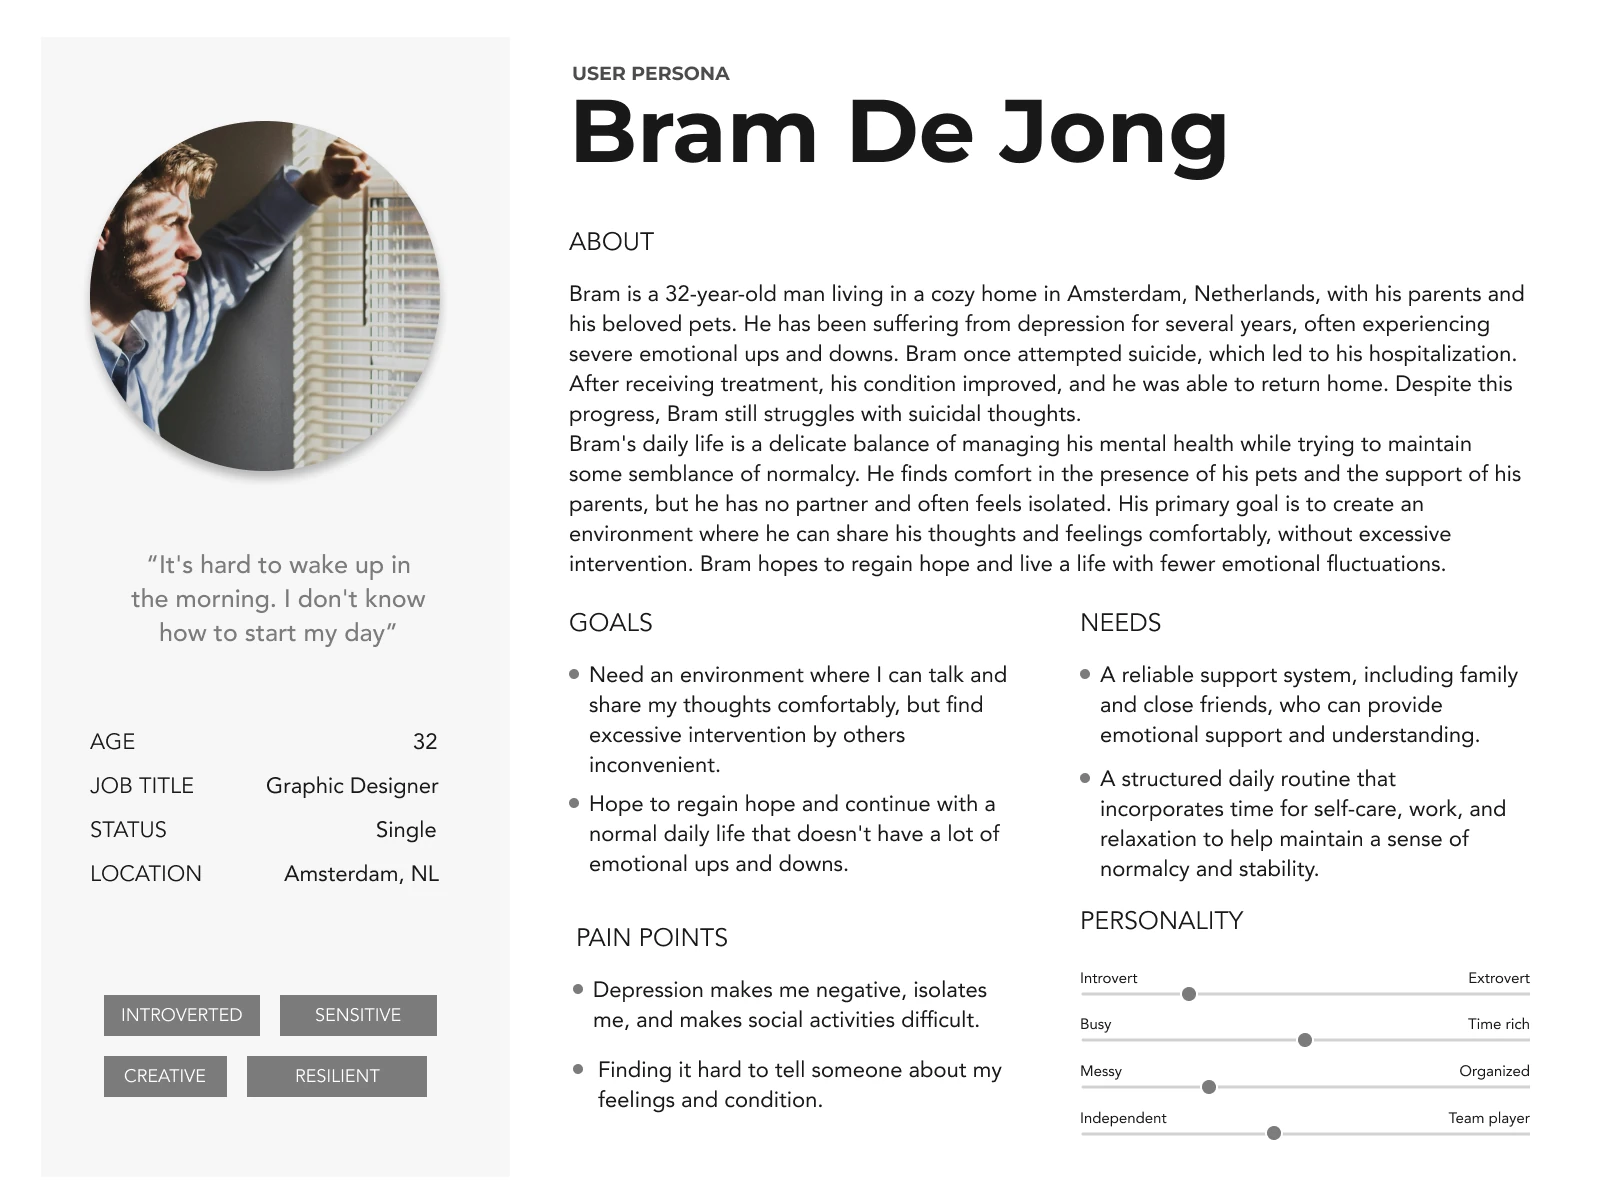 USER PERSONA
Bram De Jong
ABOUT
Bram is a 32-year-old man living in a cozy home in Amsterdam, Netherlands, with his parents and
his beloved pets. He has been suffering from depression for several years, often experiencing
severe emotional ups and downs. Bram once attempted suicide, which led to his hospitalization.
After receiving treatment, his condition improved, and he was able to return home. Despite this
progress, Bram still struggles with suicidal thoughts.
Bram's daily life is a delicate balance of managing his mental health while trying to maintain
some semblance of normalcy. He finds comfort in the presence of his pets and the support of his
parents, but he has no partner and often feels isolated. His primary goal is to create an
environment where he can share his thoughts and feelings comfortably, without excessive
intervention. Bram hopes to regain hope and live a life with fewer emotional fluctuations.
“It's hard to wake up in
the morning. I don't know
how to start my day”
AGE 32
JOB TITLE Graphic Designer
STATUS Single
LOCATION Amsterdam, NL
INTROVERTED SENSITIVE
CREATIVE RESILIENT
GOALS
Need an environment where I can talk and
share my thoughts comfortably, but find
excessive intervention by others
inconvenient.
Hope to regain hope and continue with a
normal daily life that doesn't have a lot of
emotional ups and downs.
PAIN POINTS
Depression makes me negative, isolates
me, and makes social activities difficult.
Finding it hard to tell someone about my
feelings and condition.
NEEDS
A reliable support system, including family
and close friends, who can provide
emotional support and understanding.
A structured daily routine that
incorporates time for self-care, work, and
relaxation to help maintain a sense of
normalcy and stability.
PERSONALITY
Introvert Extrovert
Busy Time rich
Messy Organized
Independent Team player